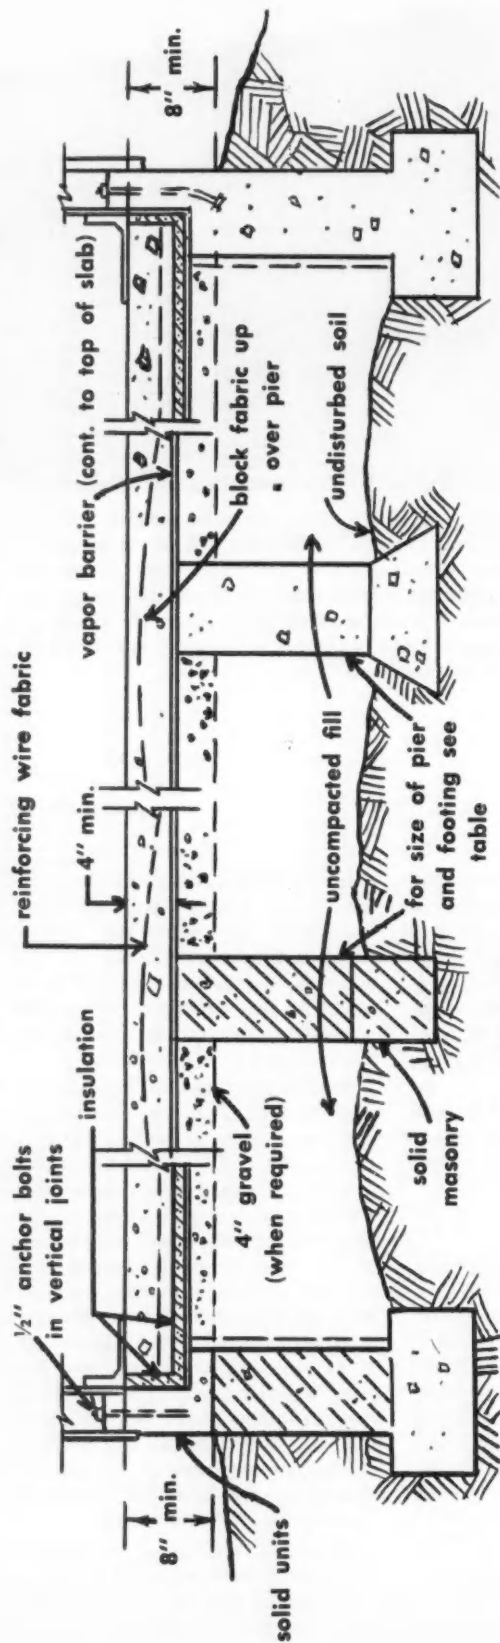 ½" anchor bolts
in vertical joints
insulation
reinforcing wire fabric
4" min.
vapor barrier (cont. to top of slab)
8" min.
8" min.
solid units
4" gravel
(when required)
solid
masonry
uncompacted fill
for size of pier
and footing see
table
block fabric up
over pier
undisturbed soil